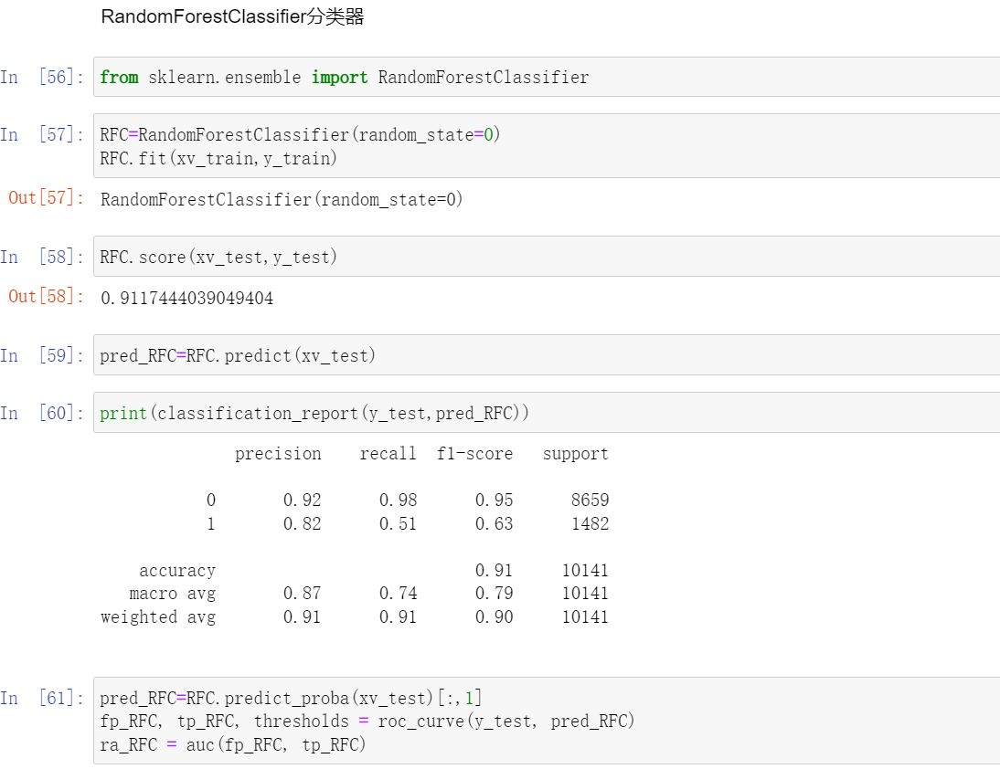 RandomForestClassifier分类器
In [56]: from sklearn.ensemble import RandomForestClassifier
In [57]: RFC=RandomForestClassifier(random_state=0)
RFC.fit(xv_train,y_train)
Out[57]: RandomForestClassifier(random_state=0)
In [58]: RFC.score(xv_test,y_test)
Out[58]: 0.9117444039049404
In [59]: pred_RFC=RFC.predict(xv_test)
In [60]: print(classification_report(y_test,pred_RFC))
precision recall f1-score support
0 0.92 0.98 0.95 8659
1 0.82 0.51 0.63 1482
accuracy 0.91 10141
macro avg 0.87 0.74 0.79 10141
weighted avg 0.91 0.91 0.90 10141
In [61]: pred_RFC=RFC.predict_proba(xv_test)[:,1]
fp_RFC, tp_RFC, thresholds = roc_curve(y_test, pred_RFC)
ra_RFC = auc(fp_RFC, tp_RFC)